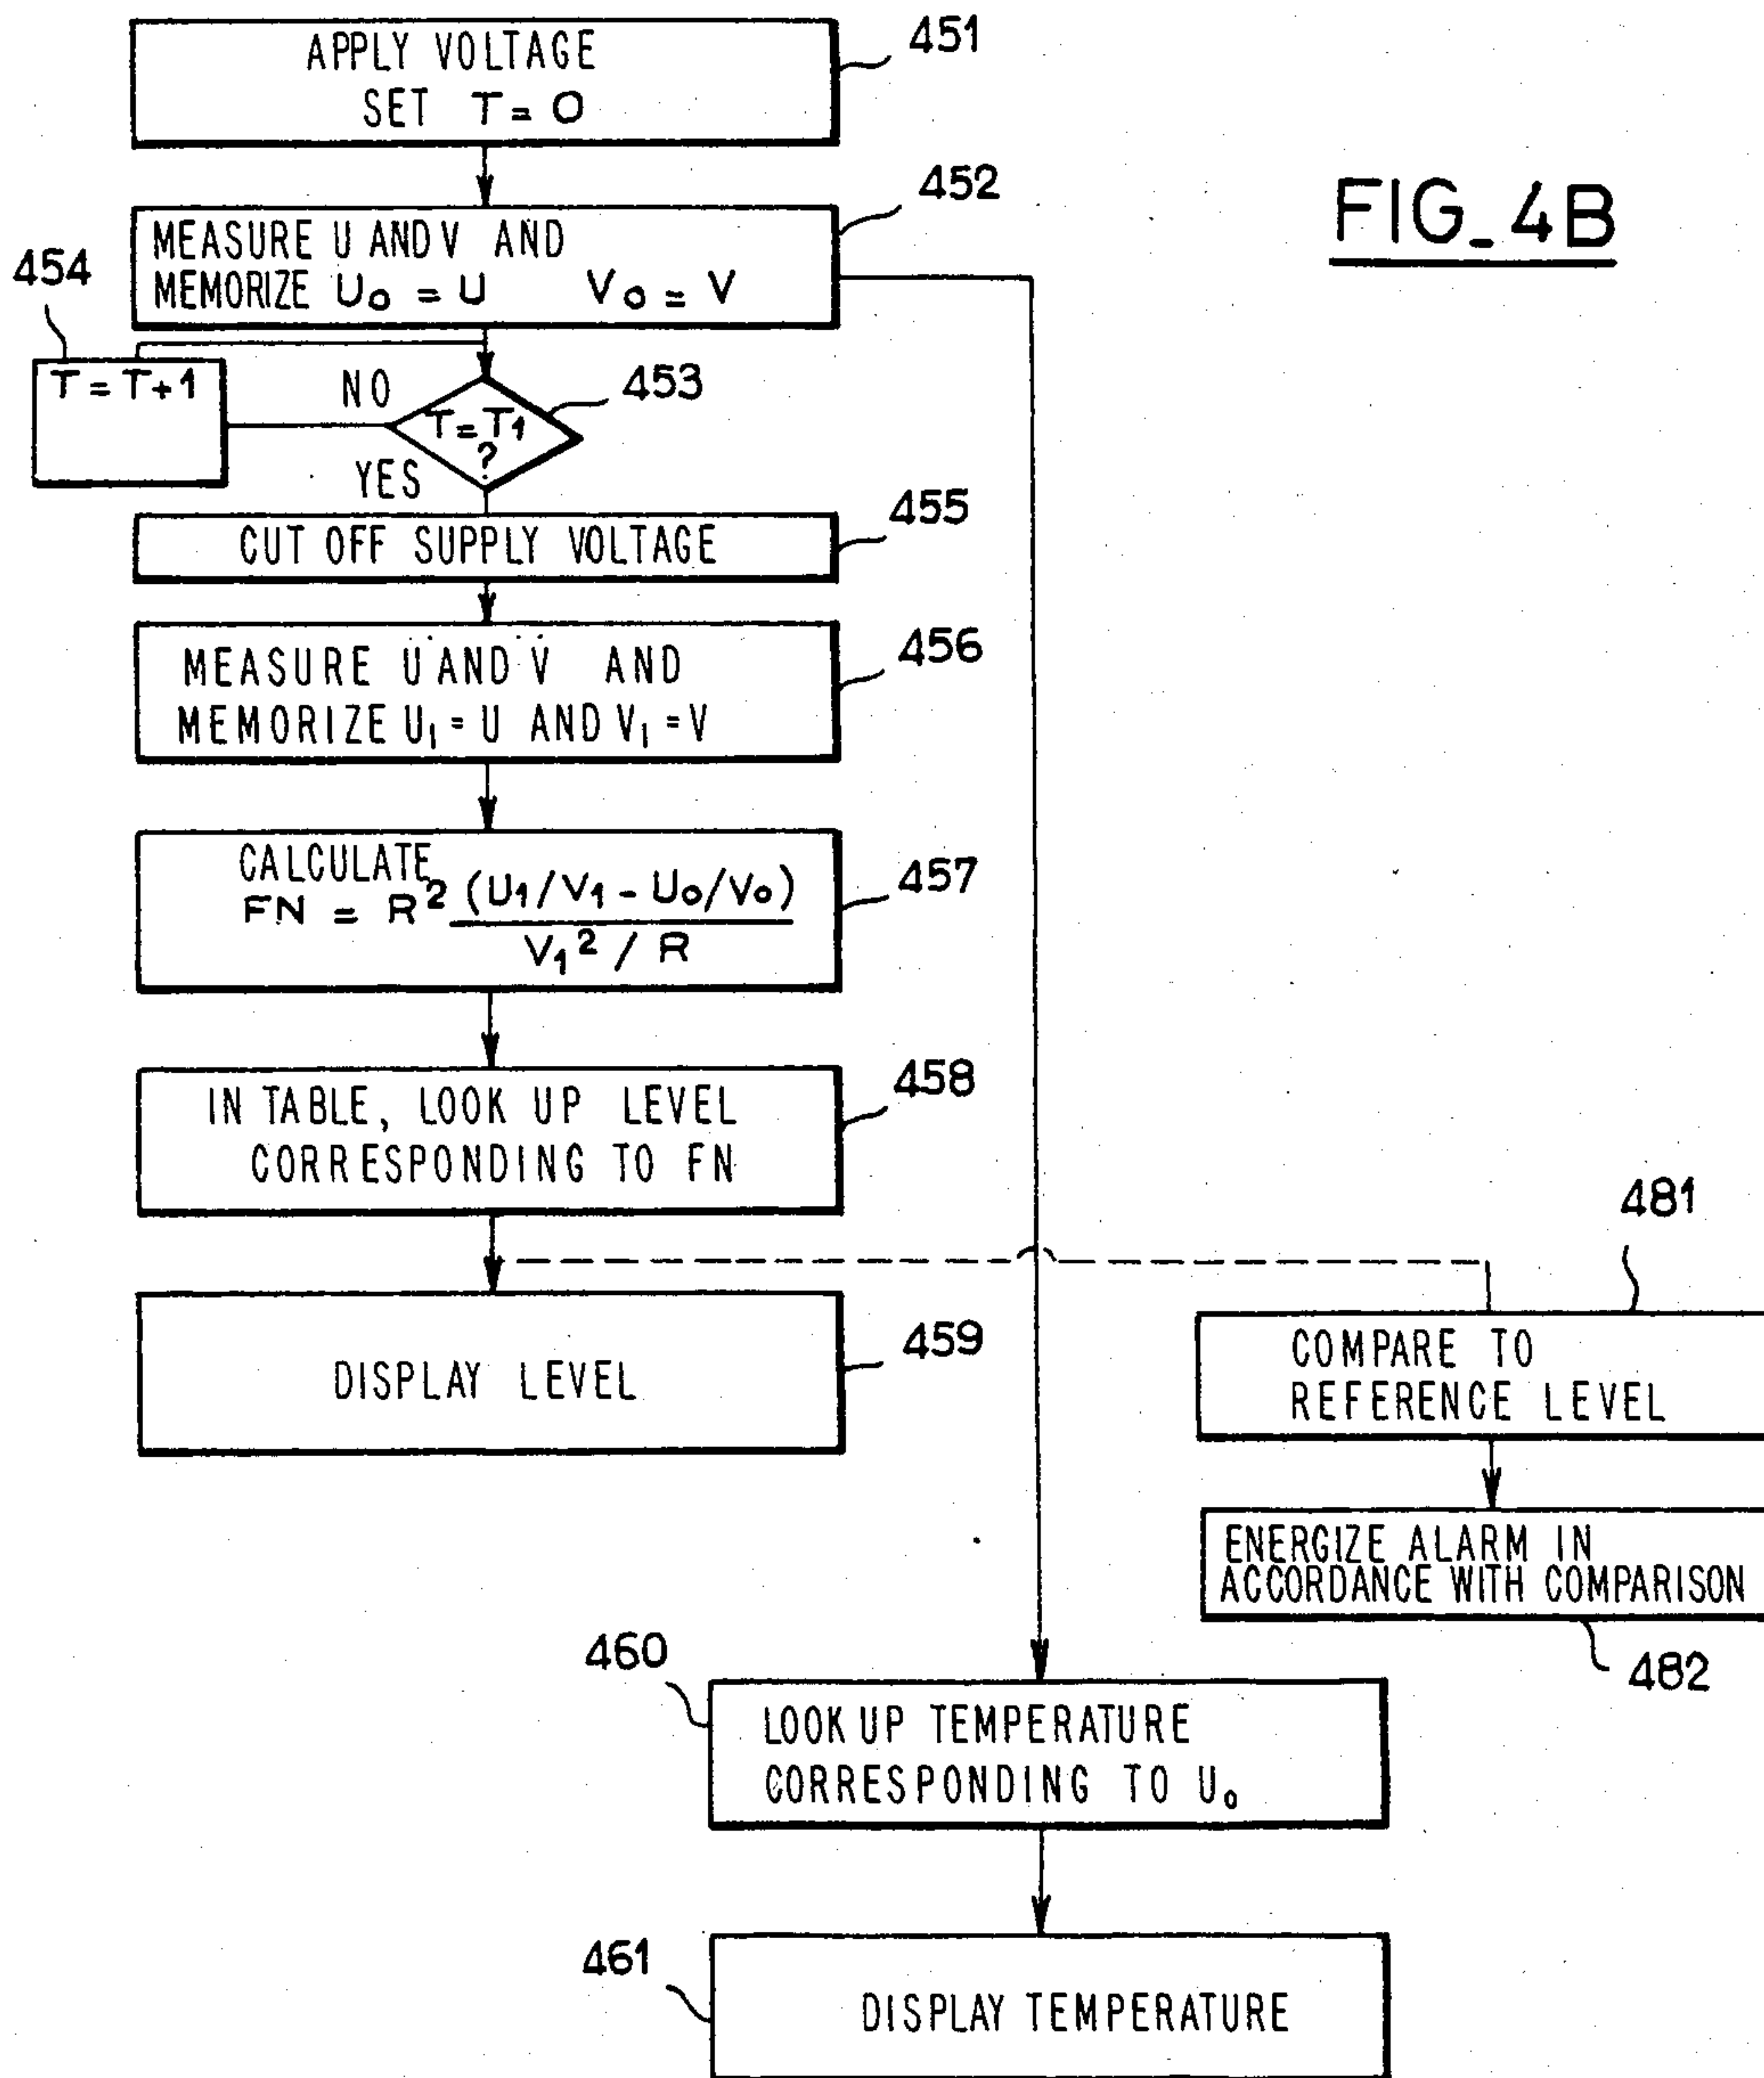 APPLY VOLTAGE
SET T = 0
451
FIG_4B
MEASURE U AND V AND
MEMORIZE U₀ = U V₀ = V
452
454
T = T+1
NO
T = T₁
?
453
YES
CUT OFF SUPPLY VOLTAGE
455
MEASURE U AND V AND
MEMORIZE U₁ = U AND V₁ = V
456
CALCULATE
FN = R² (U₁/V₁ - U₀/V₀)
V₁² / R
457
IN TABLE, LOOK UP LEVEL
CORRESPONDING TO FN
458
DISPLAY LEVEL
459
481
COMPARE TO
REFERENCE LEVEL
ENERGIZE ALARM IN
ACCORDANCE WITH COMPARISON
482
460
LOOK UP TEMPERATURE
CORRESPONDING TO U₀
461
DISPLAY TEMPERATURE